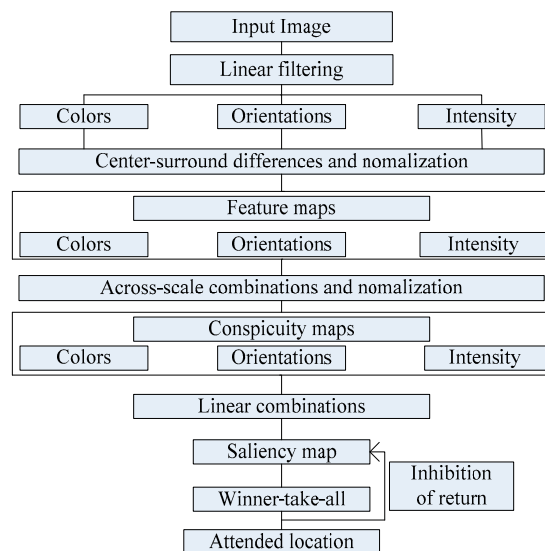 Input Image
Linear filtering
Colors Orientations Intensity
Center-surround differences and nomalization
Feature maps
Colors Orientations Intensity
Across-scale combinations and nomalization
Conspicuity maps
Colors Orientations Intensity
Linear combinations
Saliency map
Inhibition
of return
Winner-take-all
Attended location